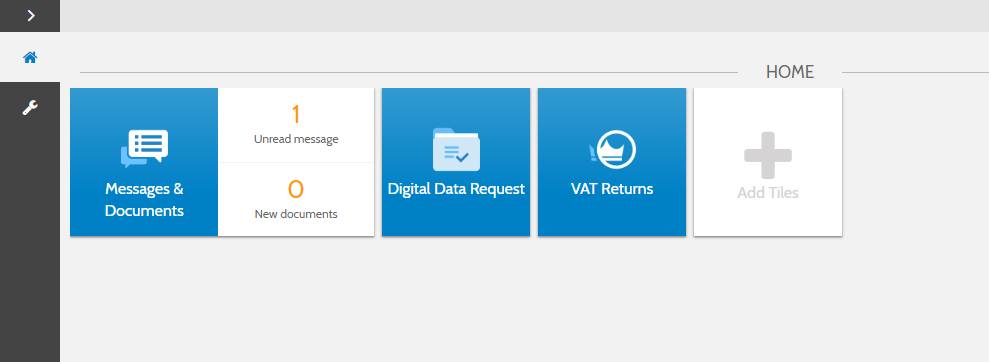 HOME
Messages &
Documents
1
Unread message
0
New documents
Digital Data Request
VAT Returns
Add Tiles